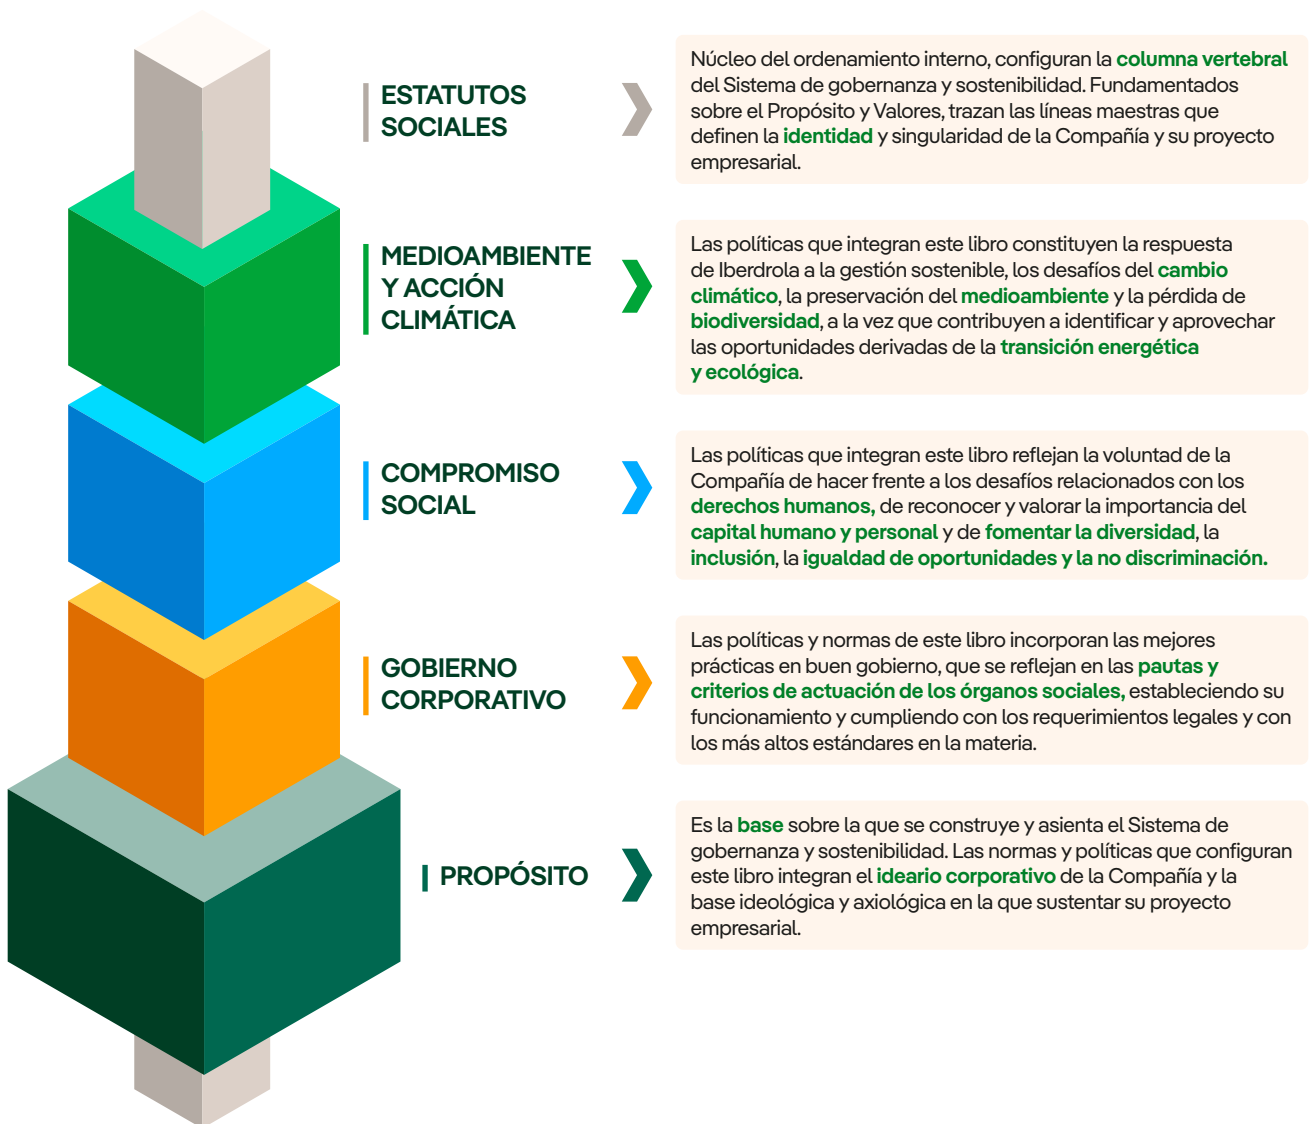 ESTATUTOS
SOCIALES
Núcleo del ordenamiento interno, configuran la columna vertebral
del Sistema de gobernanza y sostenibilidad. Fundamentados
sobre el Propósito y Valores, trazan las líneas maestras que
definen la identidad y singularidad de la Compañía y su proyecto
empresarial.
MEDIOAMBIENTE
Y ACCIÓN
CLIMÁTICA
Las políticas que integran este libro constituyen la respuesta
de Iberdrola a la gestión sostenible, los desafíos del cambio
climático, la preservación del medioambiente y la pérdida de
biodiversidad, a la vez que contribuyen a identificar y aprovechar
las oportunidades derivadas de la transición energética
y ecológica.
COMPROMISO
SOCIAL
Las políticas que integran este libro reflejan la voluntad de la
Compañía de hacer frente a los desafíos relacionados con los
derechos humanos, de reconocer y valorar la importancia del
capital humano y personal y de fomentar la diversidad, la
inclusión, la igualdad de oportunidades y la no discriminación.
GOBIERNO
CORPORATIVO
Las políticas y normas de este libro incorporan las mejores
prácticas en buen gobierno, que se reflejan en las pautas y
criterios de actuación de los órganos sociales, estableciendo su
funcionamiento y cumpliendo con los requerimientos legales y con
los más altos estándares en la materia.
PROPÓSITO
Es la base sobre la que se construye y asienta el Sistema de
gobernanza y sostenibilidad. Las normas y políticas que configuran
este libro integran el ideario corporativo de la Compañía y la
base ideológica y axiológica en la que sustentar su proyecto
empresarial.